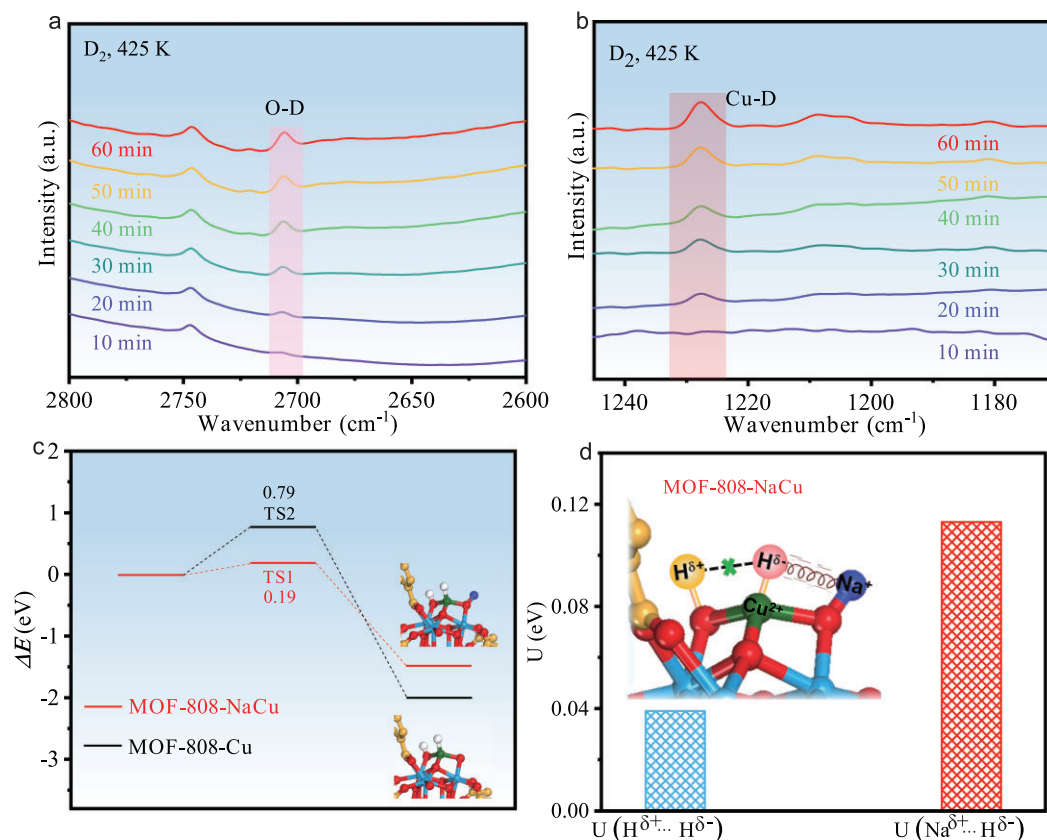 a
D₂, 425 K
O-D
60 min
50 min
40 min
30 min
20 min
10 min
Intensity (a.u.)
2800
2750
2700
2650
2600
Wavenumber (cm⁻¹)
b
D₂, 425 K
Cu-D
60 min
50 min
40 min
30 min
20 min
10 min
Intensity (a.u.)
1240
1220
1200
1180
Wavenumber (cm⁻¹)
c
2
1
0
-1
-2
-3
ΔE (eV)
0.79
TS2
TS1
0.19
MOF-808-NaCu
MOF-808-Cu
d
MOF-808-NaCu
0.12
0.08
0.04
0.00
U (eV)
Hᵟ⁺
Hᵟ⁻
Na⁺
Cu²⁺
U (Hᵟ⁺... Hᵟ⁻)
U (Naᵟ⁺... Hᵟ⁻)